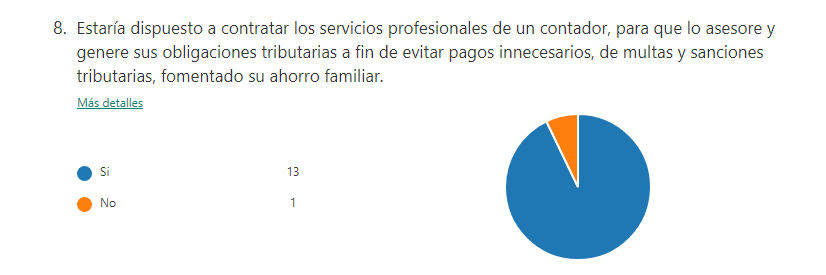 8. Estaría dispuesto a contratar los servicios profesionales de un contador, para que lo asesore y
genere sus obligaciones tributarias a fin de evitar pagos innecesarios, de multas y sanciones
tributarias, fomentado su ahorro familiar.
Más detalles
Si 13
No 1